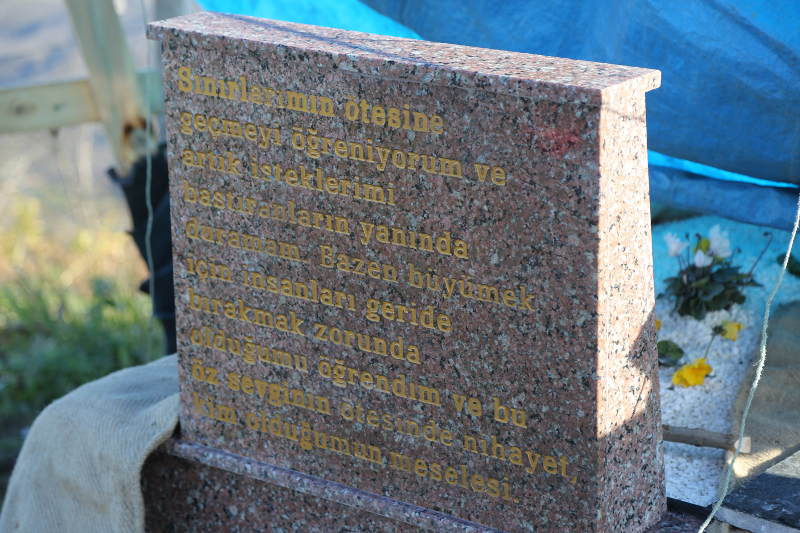 Sınırlarımın ötesine
geçmeyi öğreniyorum ve
artık isteklerimi
bastıranların yanında
duramam. Bazen büyümek
için insanları geride
bırakmak zorunda
olduğumu öğrendim ve bu
öz sevginin ötesinde nihayet,
kim olduğuman meselesi.